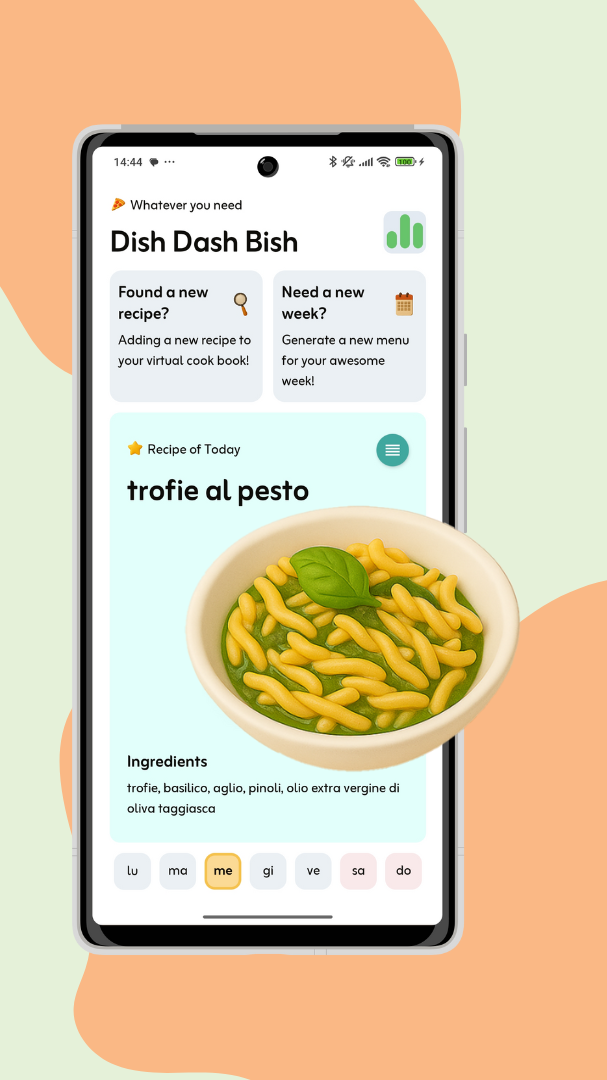 14:44
100
Whatever you need
Dish Dash Bish
Found a new
recipe?
Adding a new recipe to
your virtual cook book!
Need a new
week?
Generate a new menu
for your awesome
week!
Recipe of Today
trofie al pesto
Ingredients
trofie, basilico, aglio, pinoli, olio extra vergine di
oliva taggiasca
lu ma me gi ve sa do